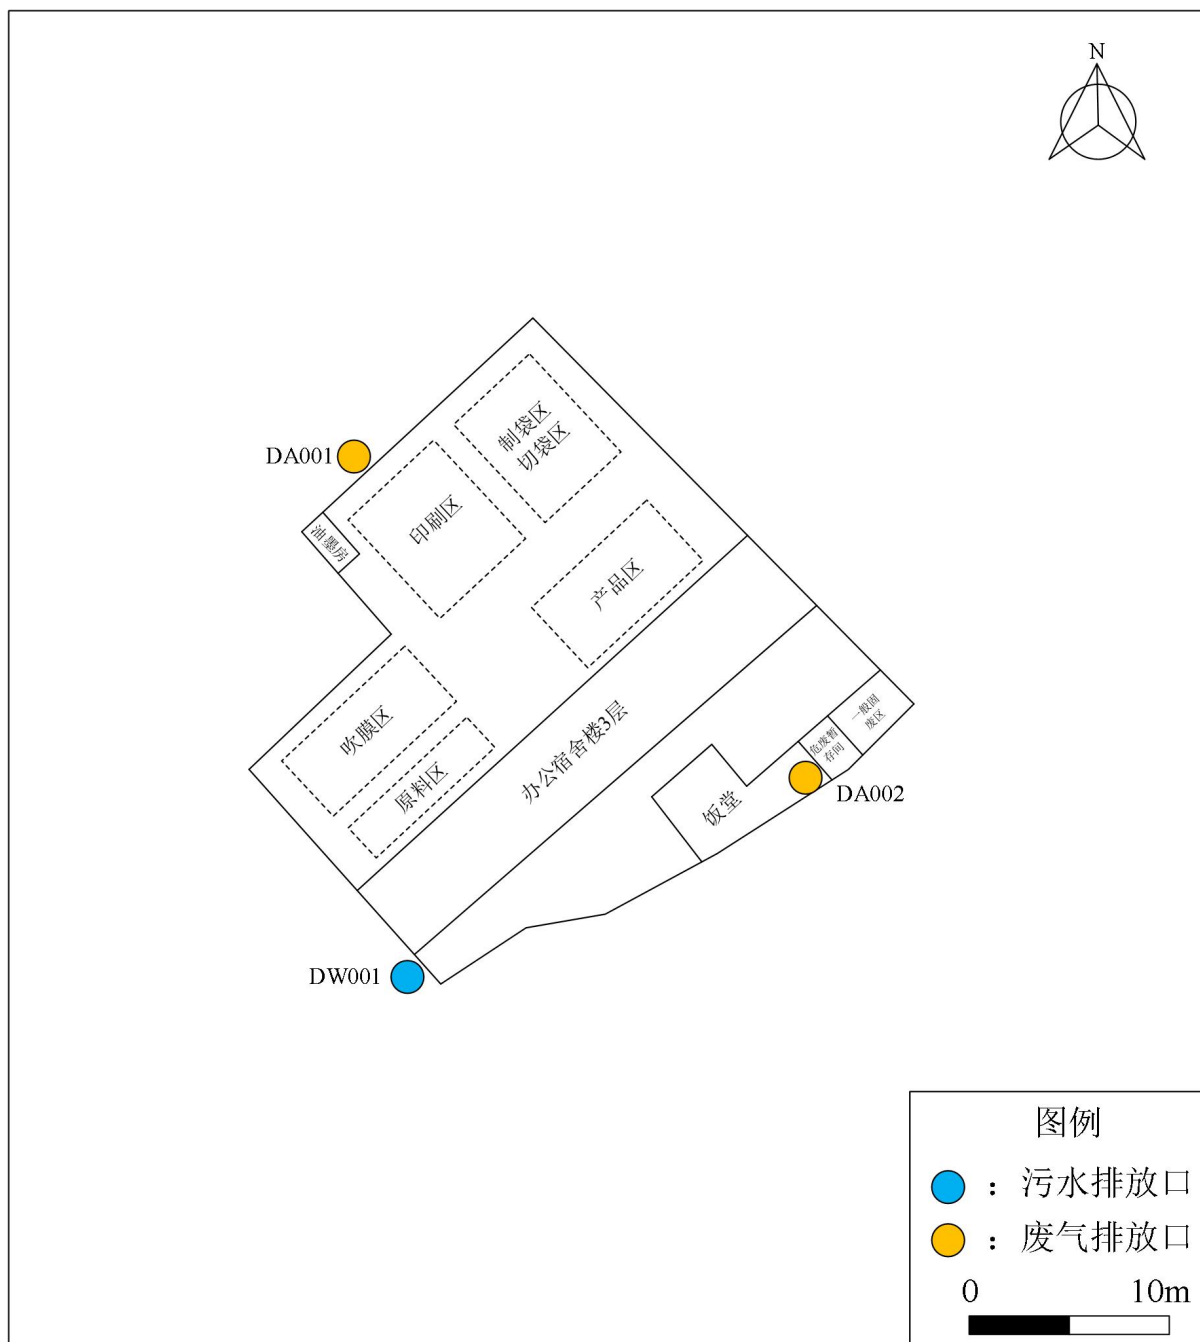 N
制袋区
切袋区
DA001
印刷区
油墨房
产品区
吹膜区
原料区
办公宿舍楼3层
一般固
废区
危废暂
存间
饭堂
DA002
DW001
图例
：污水排放口
：废气排放口
0 10m